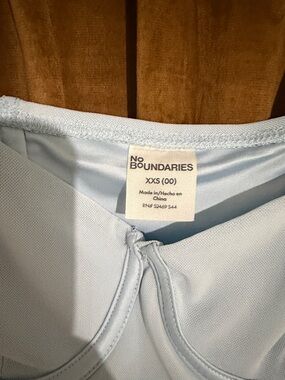 No
BOUNDARIES
XXS (00)
Made in/Hecho en
China
RN# 52469 S44